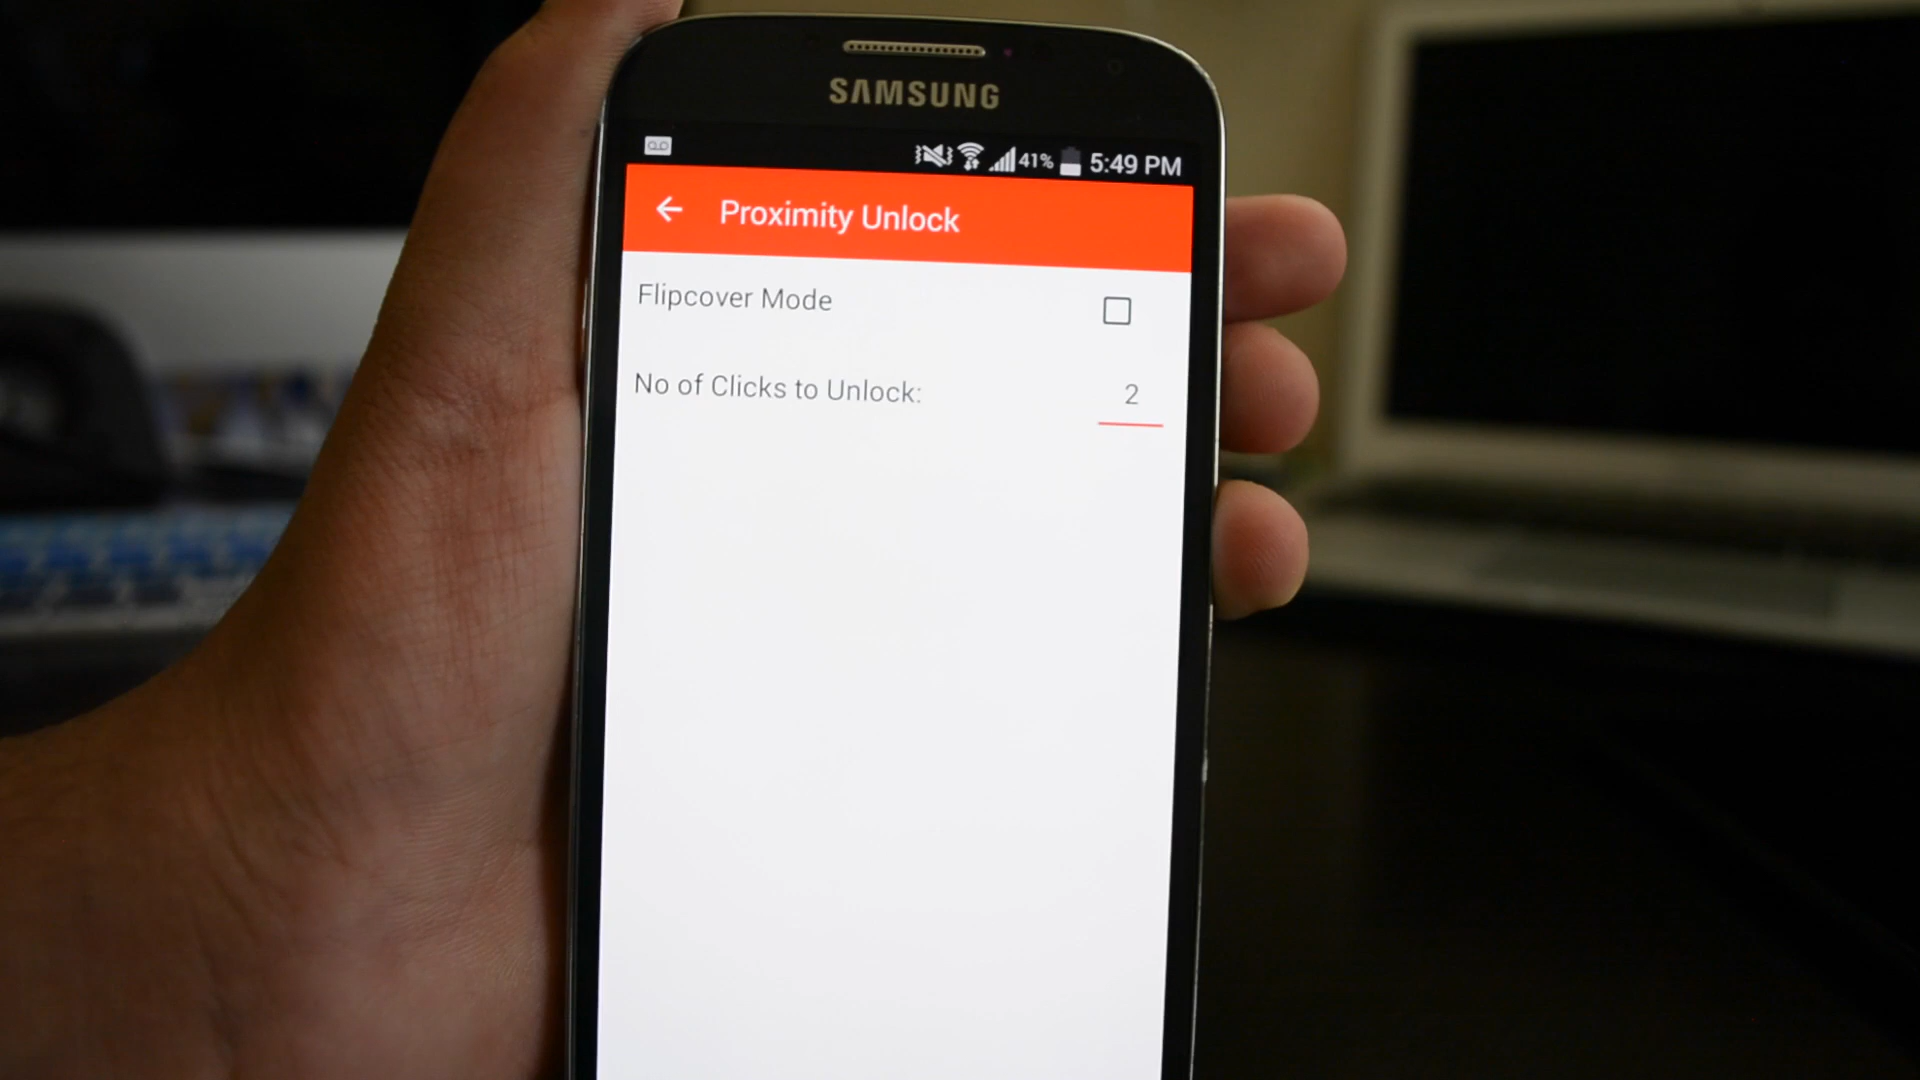 SAMSUNG
41% 5:49 PM
Proximity Unlock
Flipcover Mode
No of Clicks to Unlock: 2